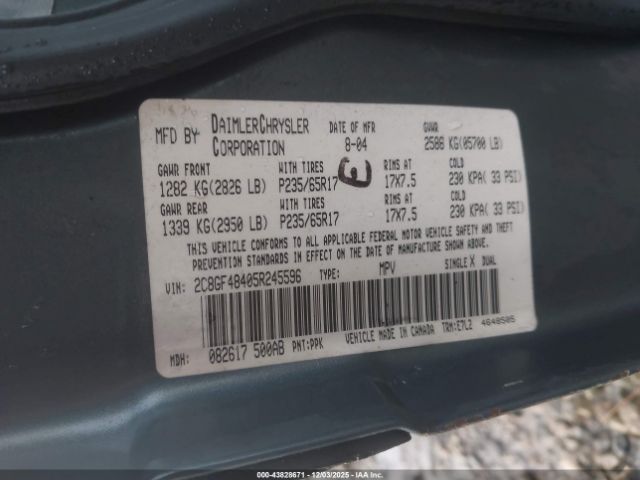 MFD BY DAIMLERCHRYSLER CORPORATION DATE OF MFR 8-04 GVWR 2586 KG(05700 LB)
GAWR FRONT WITH TIRES RIMS AT COLD
1282 KG(2826 LB) P235/65R17 17X7.5 230 KPA( 33 PSI)
GAWR REAR WITH TIRES RIMS AT COLD
1339 KG(2950 LB) P235/65R17 17X7.5 230 KPA( 33 PSI)
THIS VEHICLE CONFORMS TO ALL APPLICABLE FEDERAL MOTOR VEHICLE SAFETY AND THEFT
PREVENTION STANDARDS IN EFFECT ON THE DATE OF MANUFACTURE SHOWN ABOVE.
VIN: 2C8GF48405R245596 TYPE: MPV SINGLE X DUAL
VEHICLE MADE IN CANADA TRM:E7L2 4648505
MDH: 082617 500AB PNT:PPK
000-43828671 - 12/03/2025 - IAAI.COM